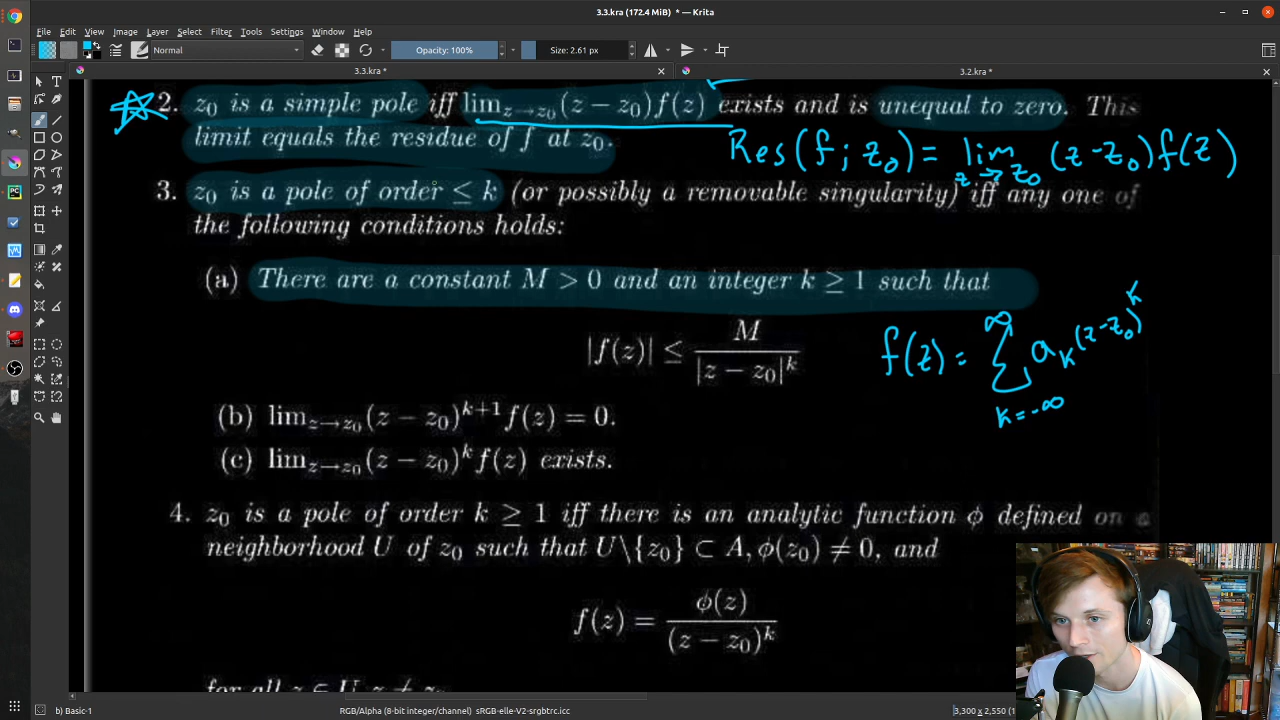 3.3.kra (172.4 MiB) * — Krita
File Edit View Image Layer Select Filter Tools Settings Window Help
Normal Opacity: 100% Size: 2.61 px
3.3.kra * 3.2.kra *
2. z₀ is a simple pole iff lim_{z→z₀}(z − z₀)f(z) exists and is unequal to zero. This
limit equals the residue of f at z₀.
Res(f; z₀) = lim_{z→z₀} (z-z₀)f(z)
3. z₀ is a pole of order ≤ k (or possibly a removable singularity) iff any one of
the following conditions holds:
(a) There are a constant M > 0 and an integer k ≥ 1 such that
|f(z)| ≤ M / |z − z₀|^k
f(z) = ∑_{k=-∞}^{∞} a_k (z-z₀)^k
(b) lim_{z→z₀}(z − z₀)^{k+1} f(z) = 0.
(c) lim_{z→z₀}(z − z₀)^k f(z) exists.
4. z₀ is a pole of order k ≥ 1 iff there is an analytic function ϕ defined on a
neighborhood U of z₀ such that U\{z₀} ⊂ A, ϕ(z₀) ≠ 0, and
f(z) = ϕ(z) / (z − z₀)^k
for all z ∈ U, z ≠ z₀
b) Basic-1 RGB/Alpha (8-bit integer/channel) sRGB-elle-V2-srgbtrc.icc 3,300 x 2,550